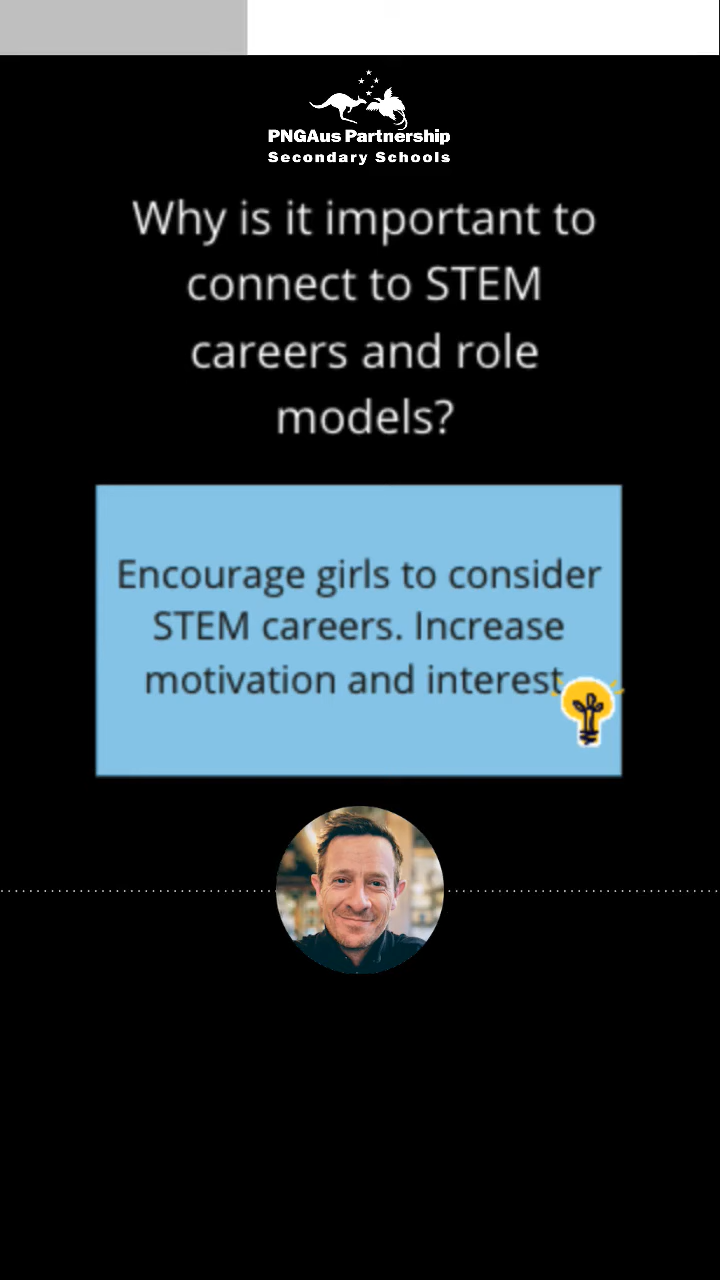 PNGAus Partnership
Secondary Schools
Why is it important to
connect to STEM
careers and role
models?
Encourage girls to consider
STEM careers. Increase
motivation and interest.